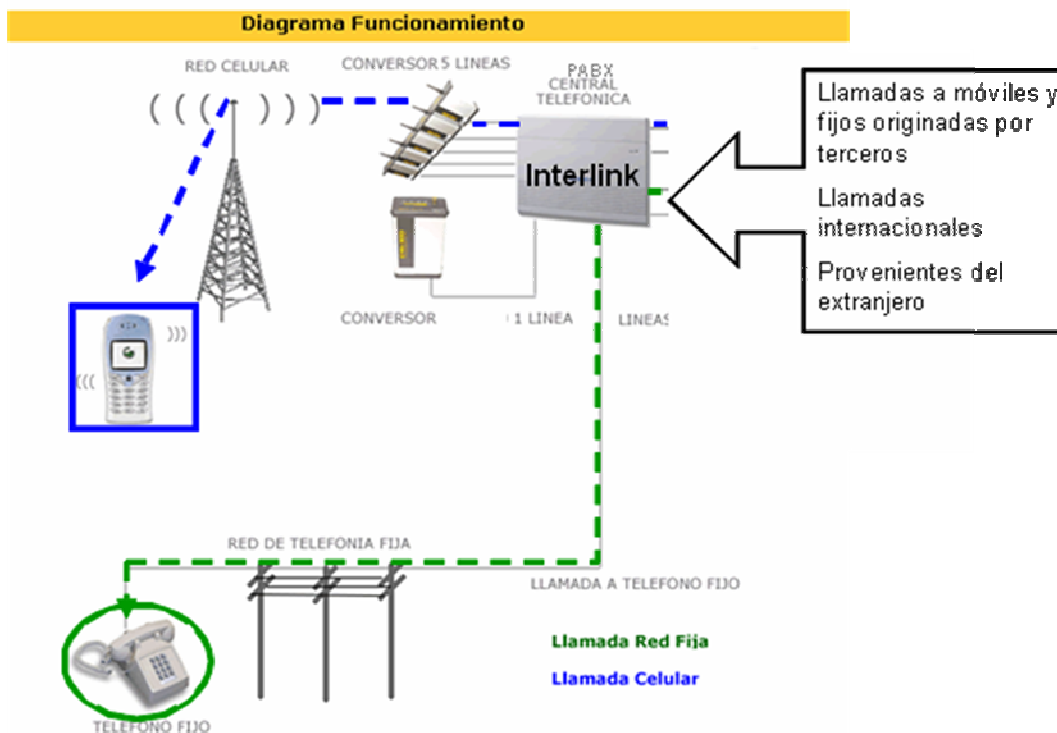 Diagrama Funcionamiento
RED CELULAR
CONVERSOR 5 LINEAS
PABX
CENTRAL
TELEFONICA
Interlink
Llamadas a móviles y
fijos originadas por
terceros
Llamadas
internacionales
Provenientes del
extranjero
CONVERSOR
1 LINEA
LINEAS
RED DE TELEFONIA FIJA
LLAMADA A TELEFONO FIJO
Llamada Red Fija
Llamada Celular
TELEFONO FIJO